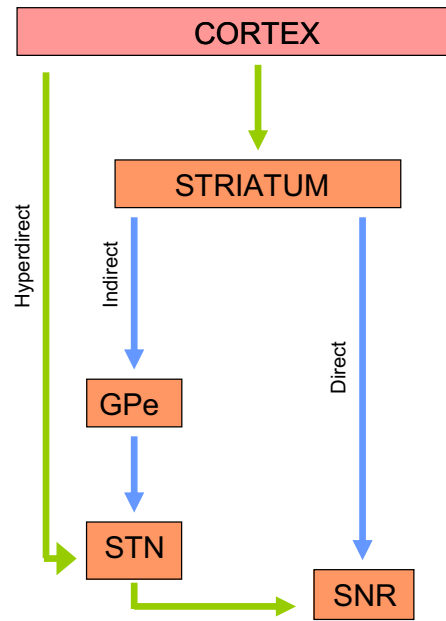 CORTEX
STRIATUM
Hyperdirect
Indirect
Direct
GPe
STN
SNR